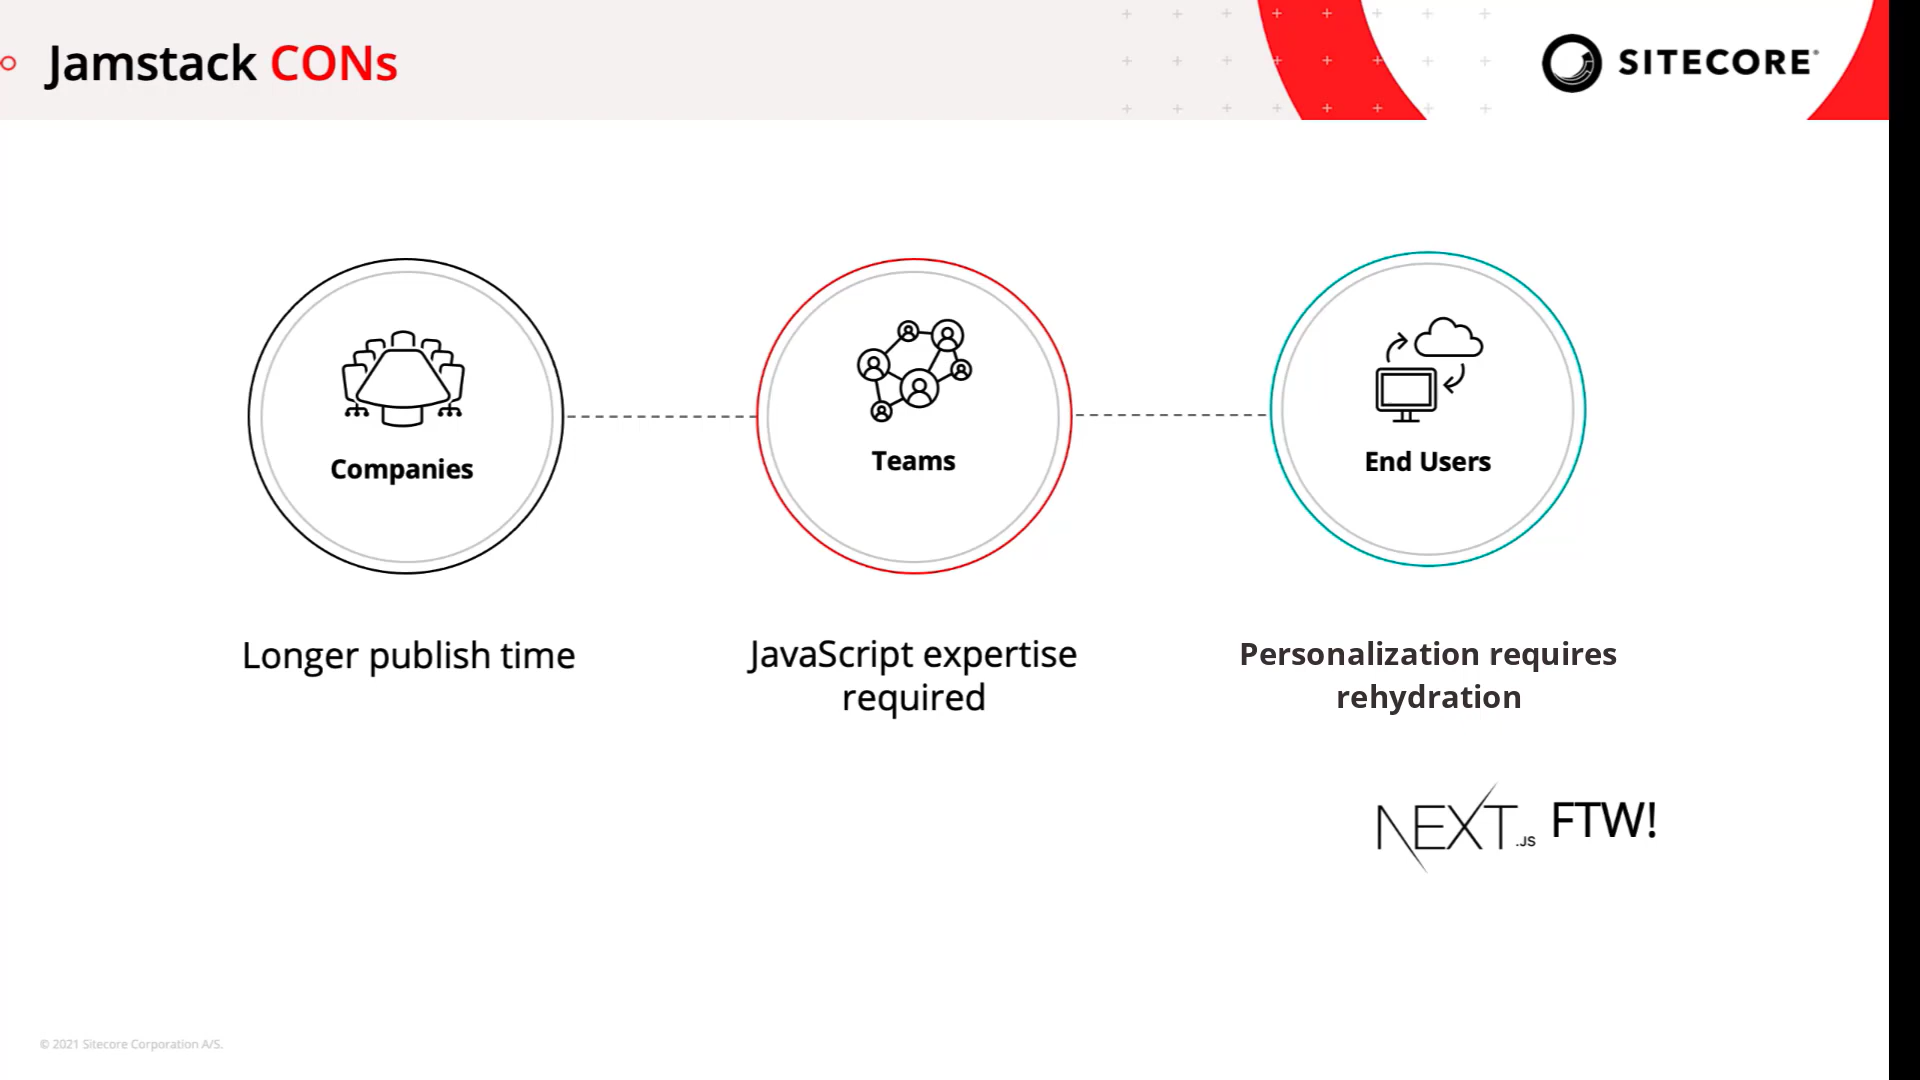 Jamstack CONs
SITECORE®
Companies
Teams
End Users
Longer publish time
JavaScript expertise
required
Personalization requires
rehydration
NEXT.JS FTW!
© 2021 Sitecore Corporation A/S.